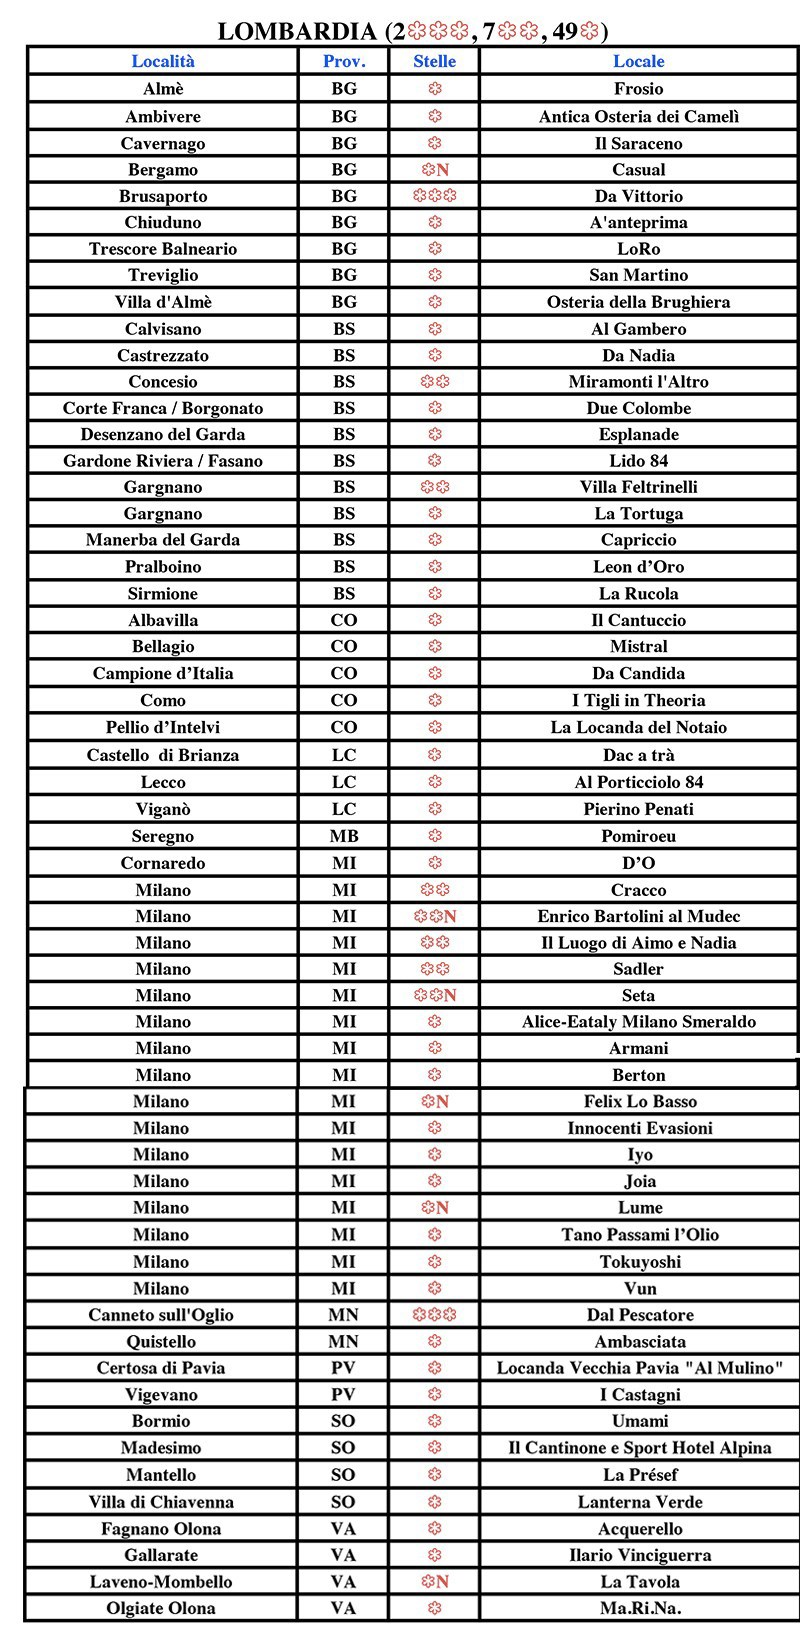 LOMBARDIA (2❀❀❀, 7❀❀, 49❀)
Località Prov. Stelle Locale
Almè BG ❀ Frosio
Ambivere BG ❀ Antica Osteria dei Camelì
Cavernago BG ❀ Il Saraceno
Bergamo BG ❀N Casual
Brusaporto BG ❀❀❀ Da Vittorio
Chiuduno BG ❀ A'anteprima
Trescore Balneario BG ❀ LoRo
Treviglio BG ❀ San Martino
Villa d'Almè BG ❀ Osteria della Brughiera
Calvisano BS ❀ Al Gambero
Castrezzato BS ❀ Da Nadia
Concesio BS ❀❀ Miramonti l'Altro
Corte Franca / Borgonato BS ❀ Due Colombe
Desenzano del Garda BS ❀ Esplanade
Gardone Riviera / Fasano BS ❀ Lido 84
Gargnano BS ❀❀ Villa Feltrinelli
Gargnano BS ❀ La Tortuga
Manerba del Garda BS ❀ Capriccio
Pralboino BS ❀ Leon d’Oro
Sirmione BS ❀ La Rucola
Albavilla CO ❀ Il Cantuccio
Bellagio CO ❀ Mistral
Campione d’Italia CO ❀ Da Candida
Como CO ❀ I Tigli in Theoria
Pellio d’Intelvi CO ❀ La Locanda del Notaio
Castello di Brianza LC ❀ Dac a trà
Lecco LC ❀ Al Porticciolo 84
Viganò LC ❀ Pierino Penati
Seregno MB ❀ Pomiroeu
Cornaredo MI ❀ D’O
Milano MI ❀❀ Cracco
Milano MI ❀❀N Enrico Bartolini al Mudec
Milano MI ❀❀ Il Luogo di Aimo e Nadia
Milano MI ❀❀ Sadler
Milano MI ❀❀N Seta
Milano MI ❀ Alice-Eataly Milano Smeraldo
Milano MI ❀ Armani
Milano MI ❀ Berton
Milano MI ❀N Felix Lo Basso
Milano MI ❀ Innocenti Evasioni
Milano MI ❀ Iyo
Milano MI ❀ Joia
Milano MI ❀N Lume
Milano MI ❀ Tano Passami l’Olio
Milano MI ❀ Tokuyoshi
Milano MI ❀ Vun
Canneto sull'Oglio MN ❀❀❀ Dal Pescatore
Quistello MN ❀ Ambasciata
Certosa di Pavia PV ❀ Locanda Vecchia Pavia "Al Mulino"
Vigevano PV ❀ I Castagni
Bormio SO ❀ Umami
Madesimo SO ❀ Il Cantinone e Sport Hotel Alpina
Mantello SO ❀ La Présef
Villa di Chiavenna SO ❀ Lanterna Verde
Fagnano Olona VA ❀ Acquerello
Gallarate VA ❀ Ilario Vinciguerra
Laveno-Mombello VA ❀N La Tavola
Olgiate Olona VA ❀ Ma.Ri.Na.